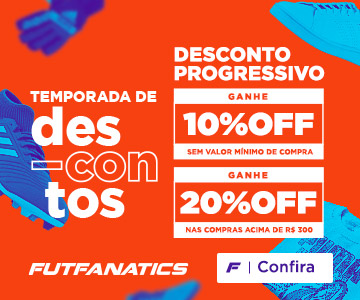 TEMPORADA DE
des
-con
tos
DESCONTO
PROGRESSIVO
GANHE
10%OFF
SEM VALOR MÍNIMO DE COMPRA
GANHE
20%OFF
NAS COMPRAS ACIMA DE R$ 300
FUTFANATICS
F | Confira